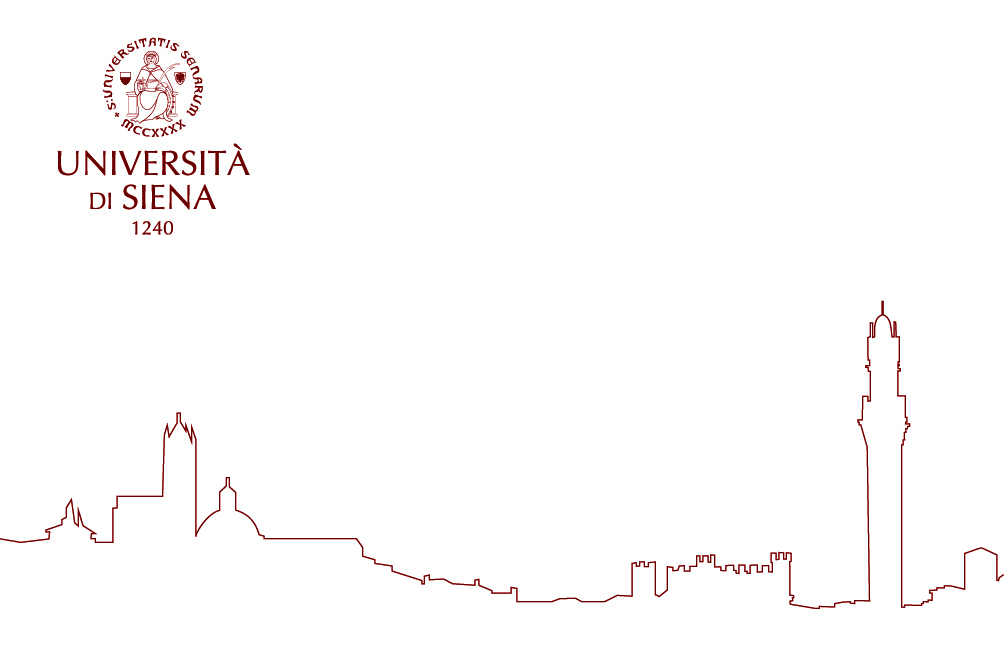 S:UNIVERSITATIS SENARUM
MCCXXXX
UNIVERSITÀ
DI SIENA
1240